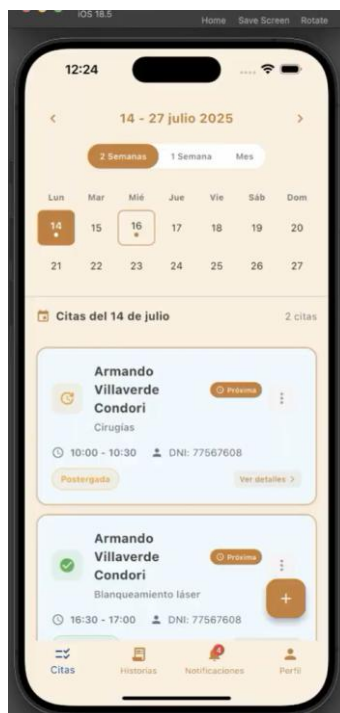 iOS 18.5
Home Save Screen Rotate
12:24
14 - 27 julio 2025
2 Semanas 1 Semana Mes
Lun Mar Mié Jue Vie Sáb Dom
14 15 16 17 18 19 20
21 22 23 24 25 26 27
Citas del 14 de julio 2 citas
Armando
Villaverde
Condori
Próxima
Cirugías
10:00 - 10:30 DNI: 77567608
Postergada Ver detalles >
Armando
Villaverde
Condori
Próxima
Blanqueamiento láser
16:30 - 17:00 DNI: 77567608
4
Citas Historias Notificaciones Perfil